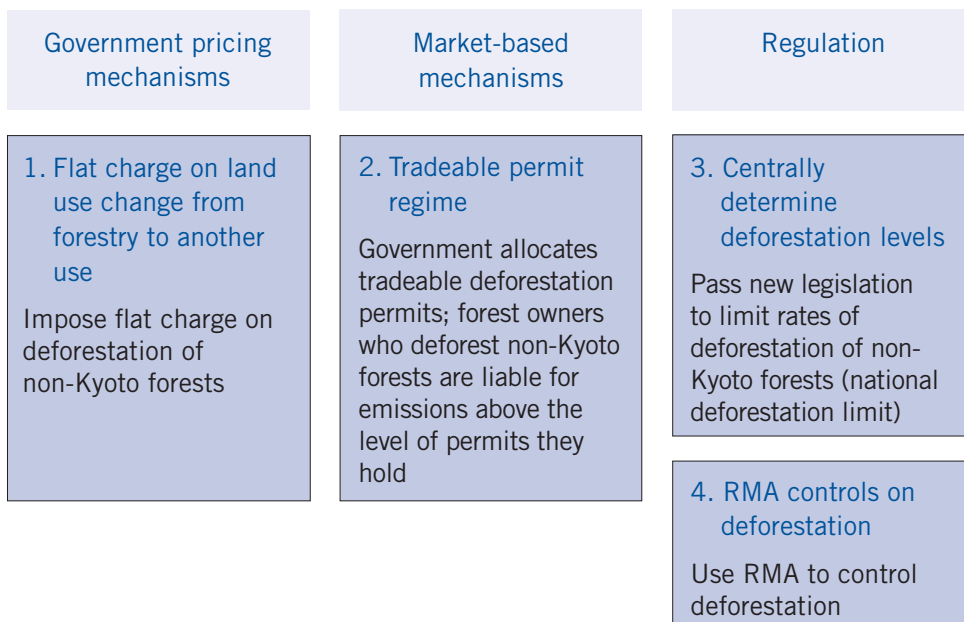 Government pricing
mechanisms
Market-based
mechanisms
Regulation
1. Flat charge on land
use change from
forestry to another
use
Impose flat charge on
deforestation of
non-Kyoto forests
2. Tradeable permit
regime
Government allocates
tradeable deforestation
permits; forest owners
who deforest non-Kyoto
forests are liable for
emissions above the
level of permits they
hold
3. Centrally
determine
deforestation levels
Pass new legislation
to limit rates of
deforestation of non-
Kyoto forests (national
deforestation limit)
4. RMA controls on
deforestation
Use RMA to control
deforestation